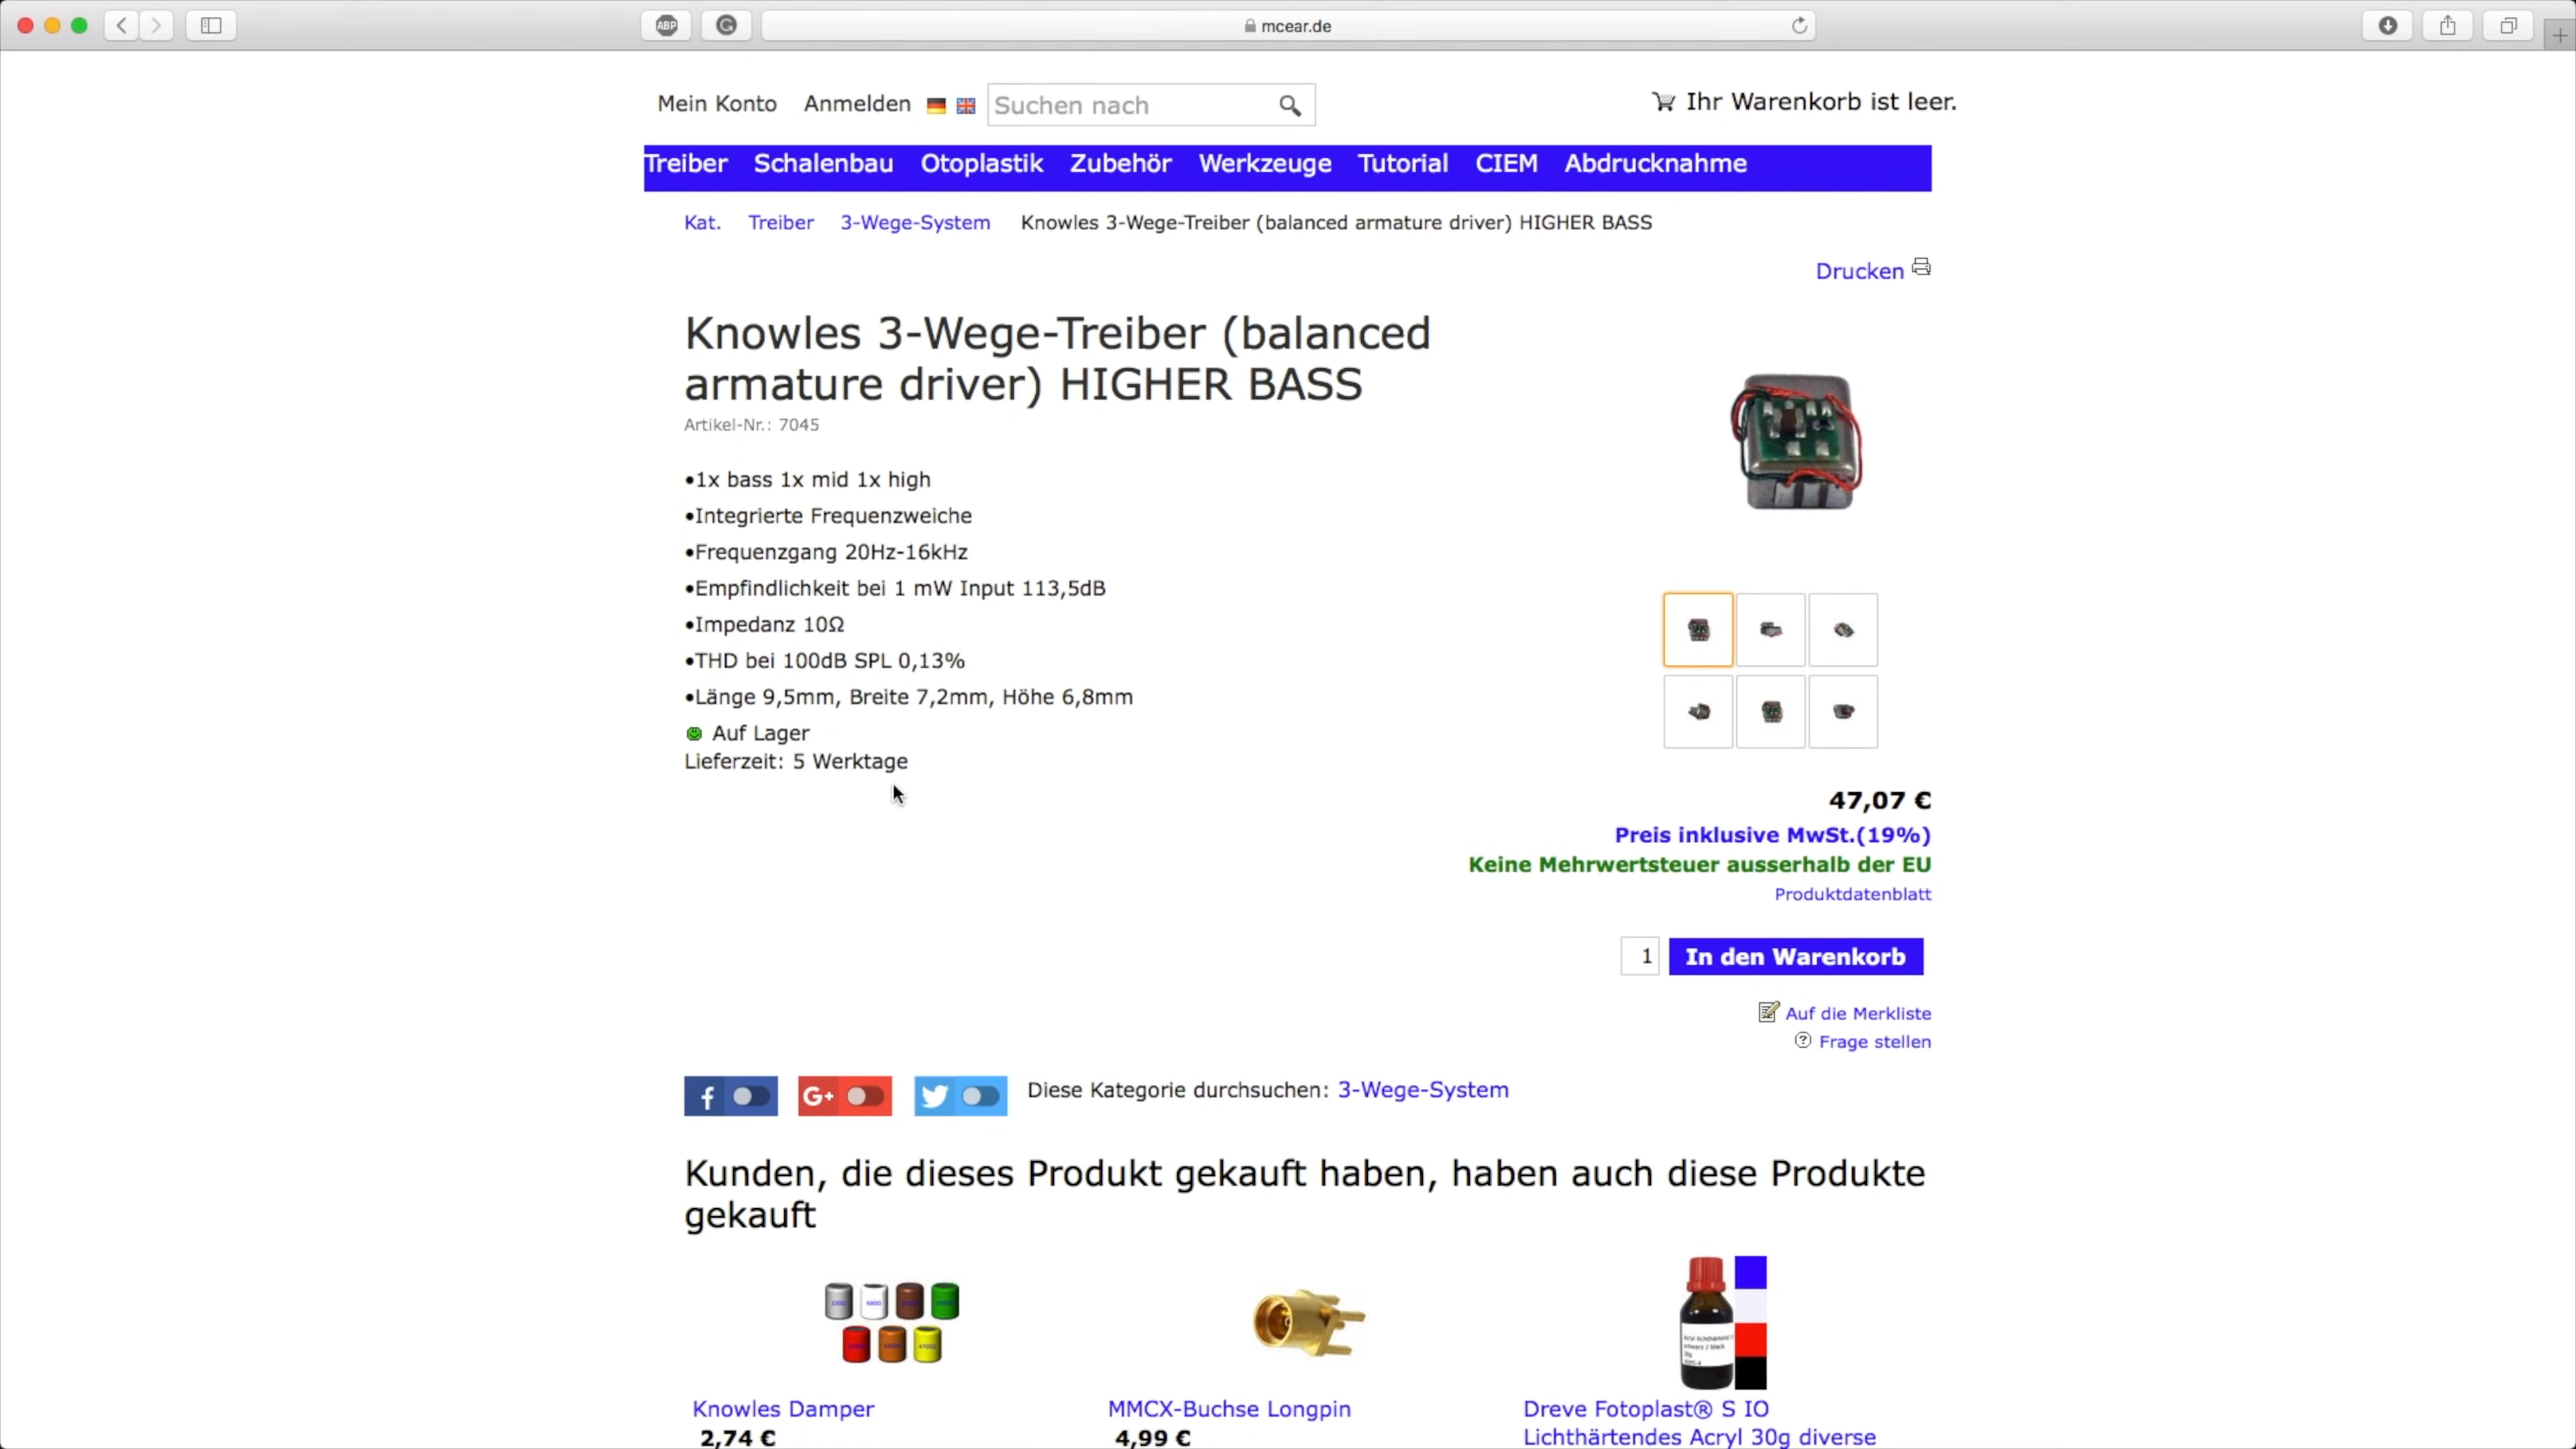 ABP
mcear.de
Mein Konto Anmelden Suchen nach
Ihr Warenkorb ist leer.
Treiber Schalenbau Otoplastik Zubehör Werkzeuge Tutorial CIEM Abdrucknahme
Kat. Treiber 3-Wege-System Knowles 3-Wege-Treiber (balanced armature driver) HIGHER BASS
Drucken
Knowles 3-Wege-Treiber (balanced
armature driver) HIGHER BASS
Artikel-Nr.: 7045
•1x bass 1x mid 1x high
•Integrierte Frequenzweiche
•Frequenzgang 20Hz-16kHz
•Empfindlichkeit bei 1 mW Input 113,5dB
•Impedanz 10Ω
•THD bei 100dB SPL 0,13%
•Länge 9,5mm, Breite 7,2mm, Höhe 6,8mm
Auf Lager
Lieferzeit: 5 Werktage
47,07 €
Preis inklusive MwSt.(19%)
Keine Mehrwertsteuer ausserhalb der EU
Produktdatenblatt
1 In den Warenkorb
Auf die Merkliste
Frage stellen
f G+ Diese Kategorie durchsuchen: 3-Wege-System
Kunden, die dieses Produkt gekauft haben, haben auch diese Produkte
gekauft
Knowles Damper
2,74 €
MMCX-Buchse Longpin
4,99 €
Dreve Fotoplast® S IO
Lichthärtendes Acryl 30g diverse